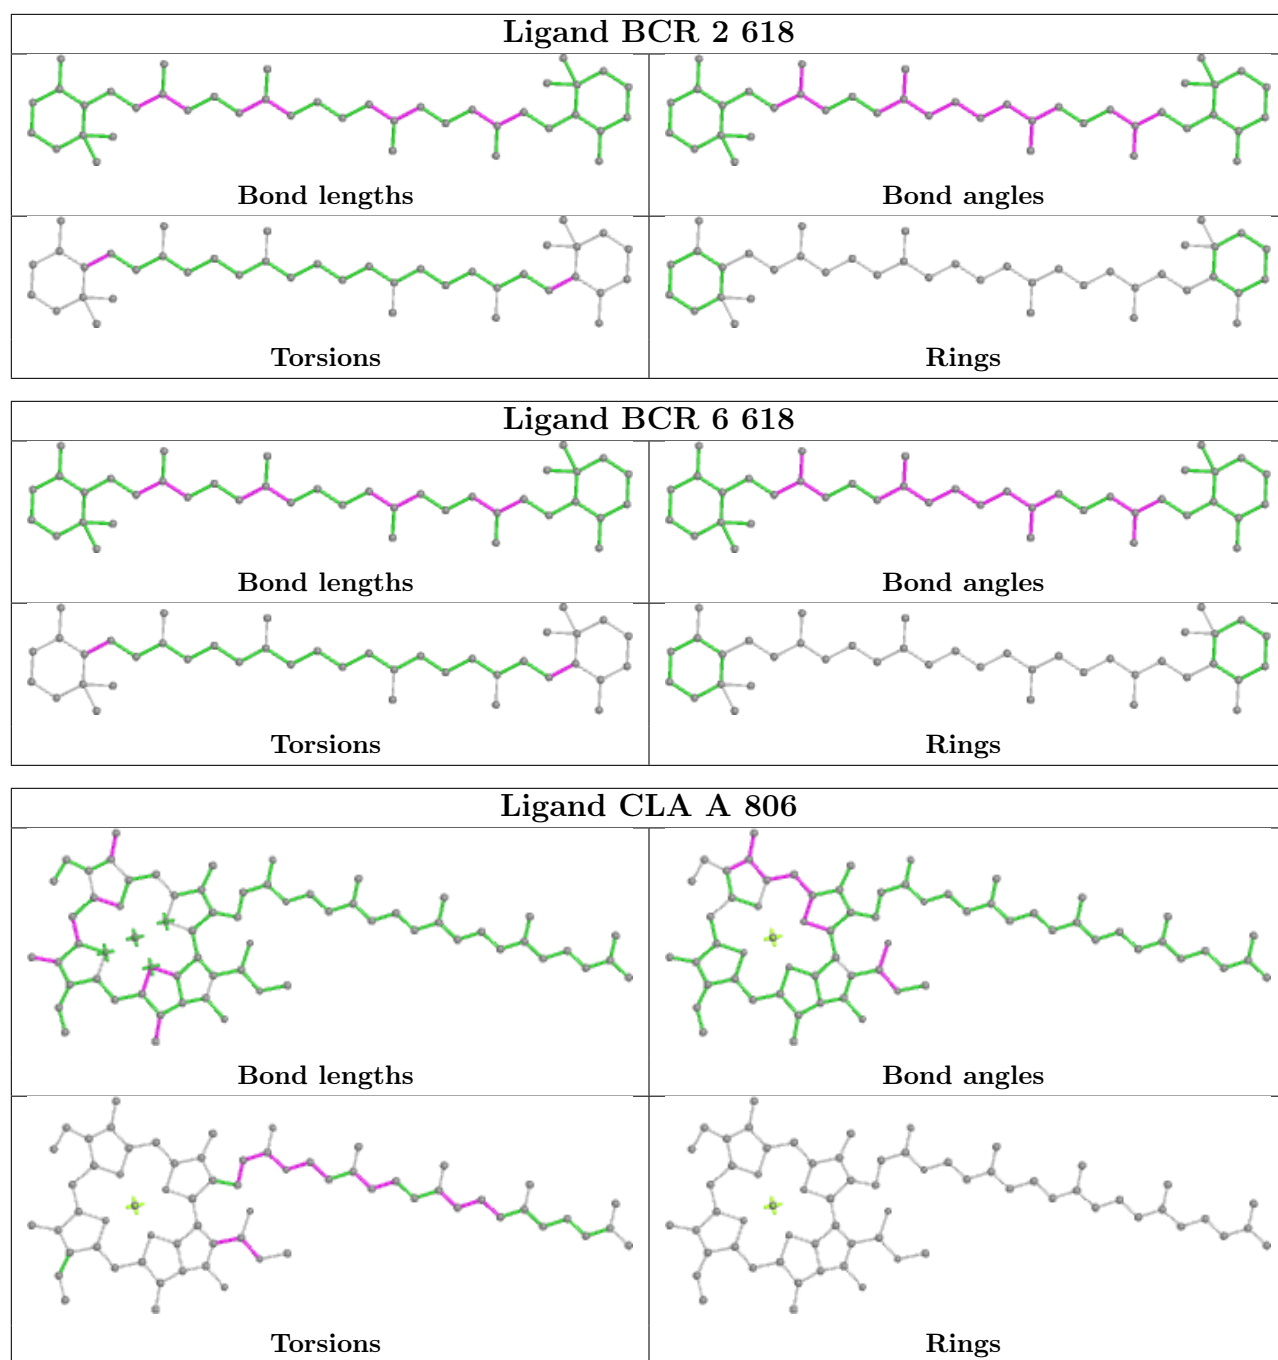 Ligand BCR 2 618
Bond lengths
Bond angles
Torsions
Rings
Ligand BCR 6 618
Bond lengths
Bond angles
Torsions
Rings
Ligand CLA A 806
Bond lengths
Bond angles
Torsions
Rings